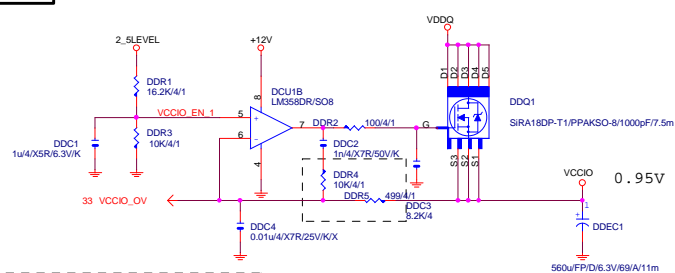 2_5LEVEL
+12V
VDDQ
D1
D2
D3
D4
D5
DDR1
16.2K/4/1
DCU1B
LM358DR/SO8
8
DDQ1
SiRA18DP-T1/PPAKSO-8/1000pF/7.5m
VCCIO_EN_1
5
+
6
-
7
4
DDR2
100/4/1
G
S3
S2
S1
DDC1
1u/4/X5R/6.3V/K
DDR3
10K/4/1
DDC2
1n/4/X7R/50V/K
VCCIO
0.95V
DDR4
10K/4/1
33 VCCIO_OV
DDR5
499/4/1
DDC3
8.2K/4
1
+
DDC4
0.01u/4/X7R/25V/K/X
DDEC1
560u/FP/D/6.3V/69/A/11m